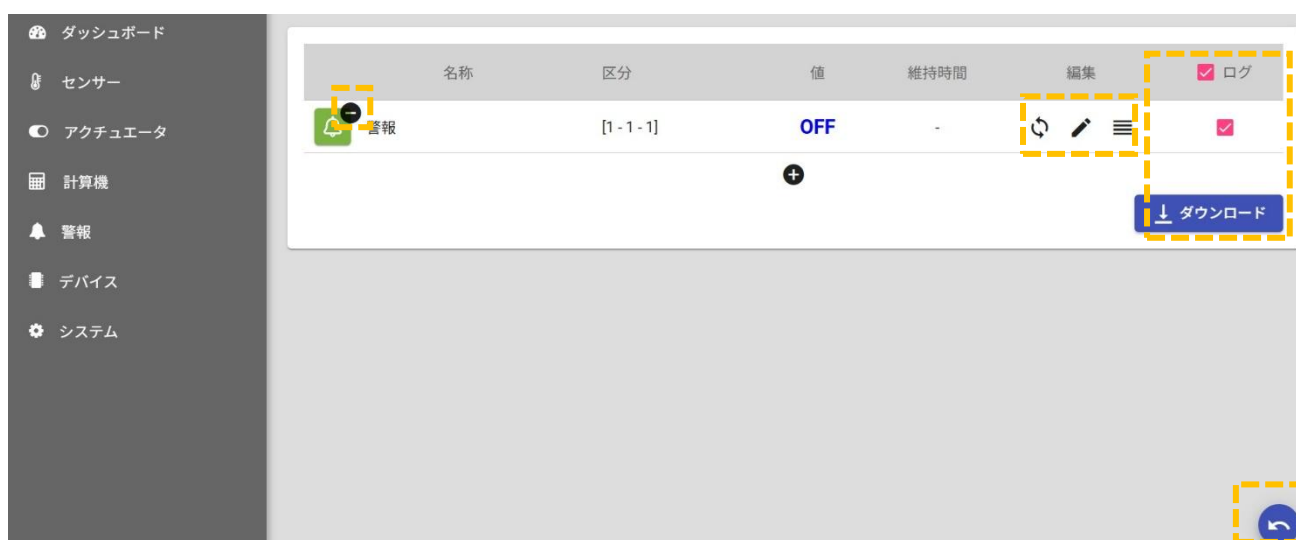 ダッシュボード
センサー
アクチュエータ
計算機
警報
デバイス
システム
名称 区分 値 維持時間 編集 ログ
警報 [1 - 1 - 1] OFF -
ダウンロード